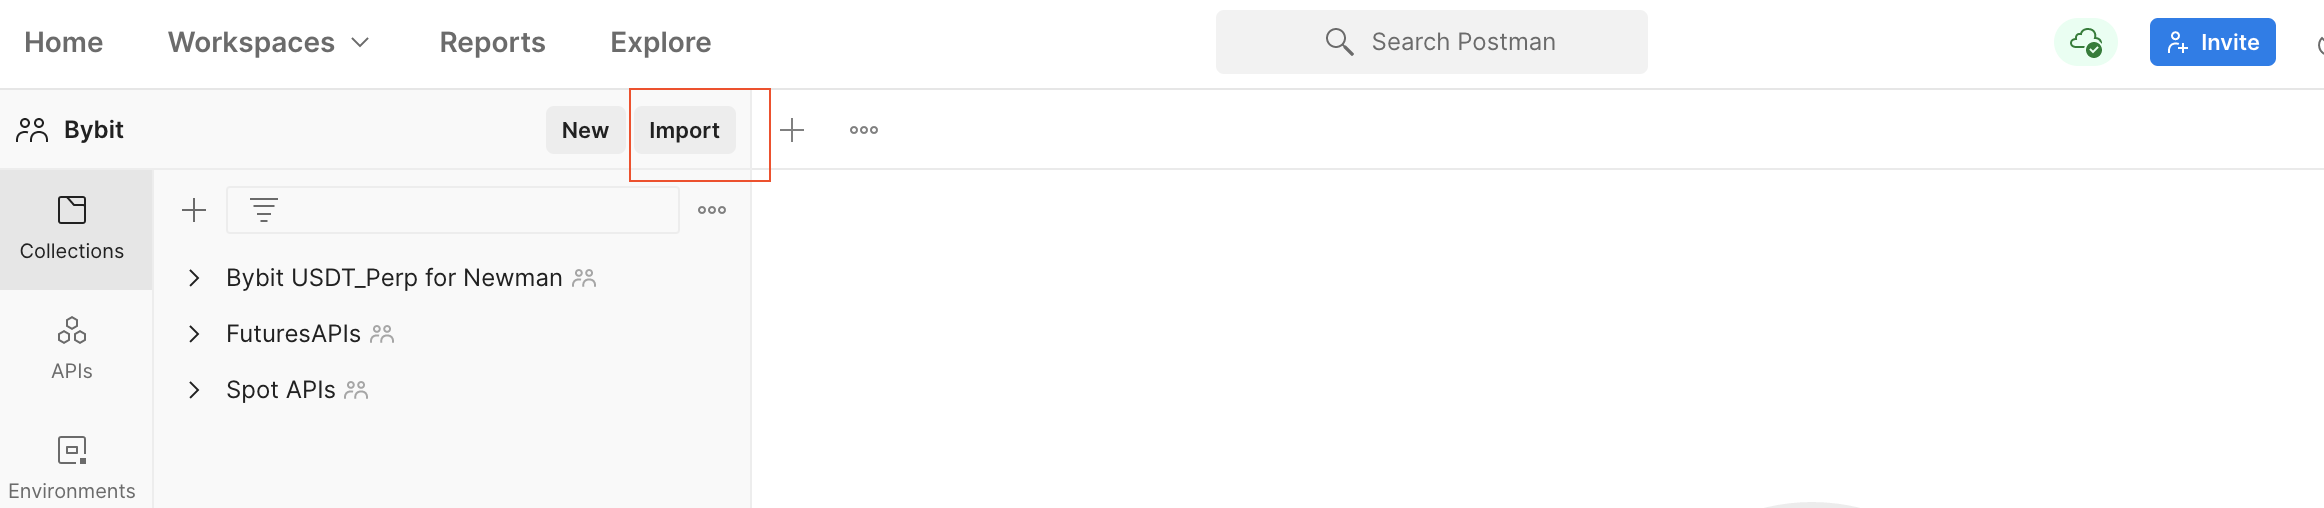 Home Workspaces Reports Explore Search Postman Invite
Bybit New Import
Collections
Bybit USDT_Perp for Newman
FuturesAPIs
APIs
Spot APIs
Environments